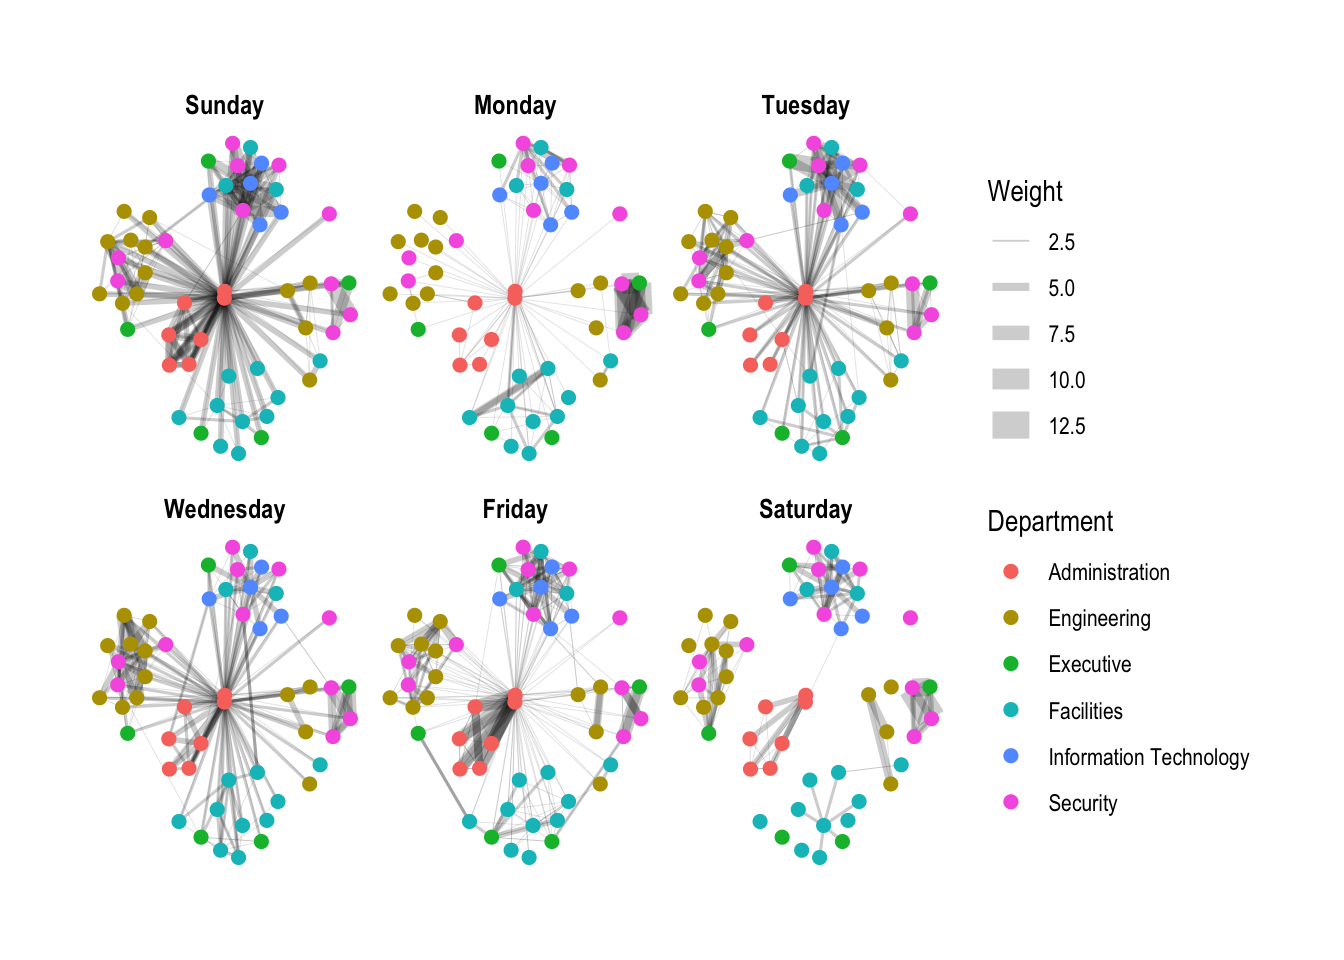 Sunday
Monday
Tuesday
Wednesday
Friday
Saturday
Weight
2.5
5.0
7.5
10.0
12.5
Department
Administration
Engineering
Executive
Facilities
Information Technology
Security